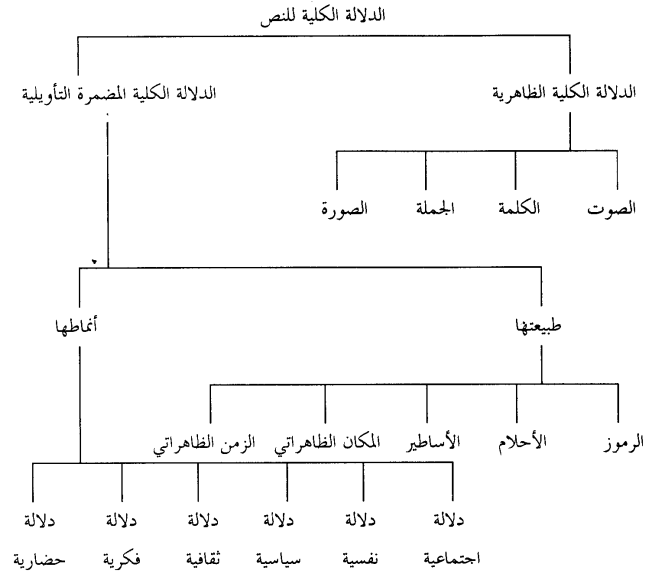 الدلالة الكلية للنص
الدلالة الكلية الظاهرية
الدلالة الكلية المضمرة التأويلية
الصوت
الكلمة
الجملة
الصورة
طبيعتها
أنماطها
الرموز
الأحلام
الأساطير
المكان الظاهراتي
الزمن الظاهراتي
دلالة
اجتماعية
دلالة
نفسية
دلالة
سياسية
دلالة
ثقافية
دلالة
فكرية
دلالة
حضارية